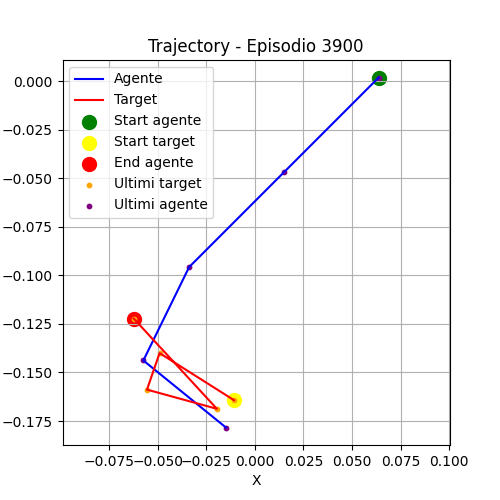 Trajectory - Episodio 3900
Agente
Target
Start agente
Start target
End agente
Ultimi target
Ultimi agente
0.000
−0.025
−0.050
−0.075
−0.100
−0.125
−0.150
−0.175
−0.075
−0.050
−0.025
0.000
0.025
0.050
0.075
0.100
X